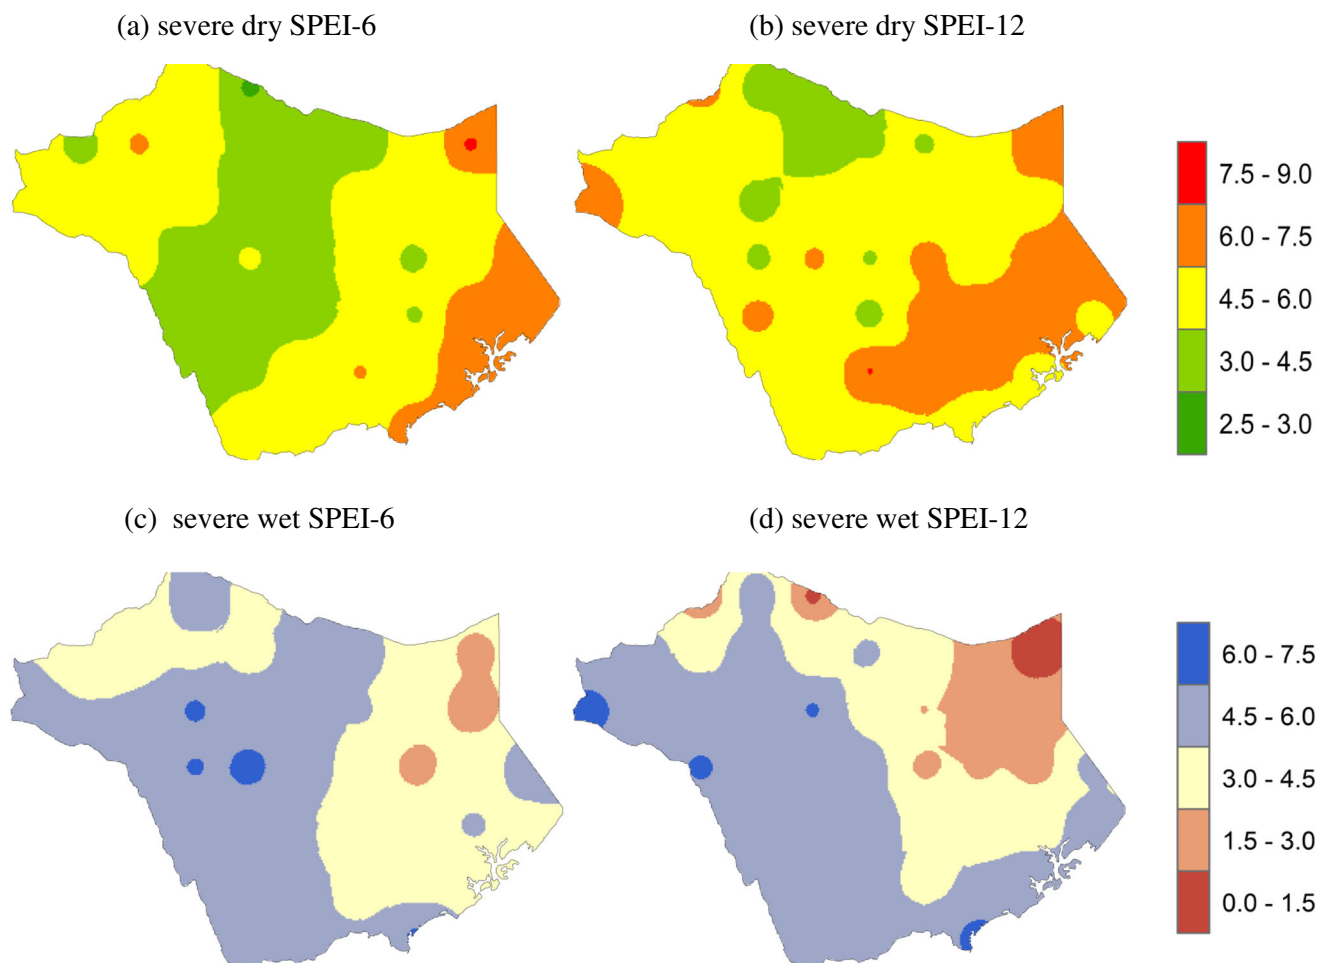 (a) severe dry SPEI-6
(b) severe dry SPEI-12
7.5 - 9.0
6.0 - 7.5
4.5 - 6.0
3.0 - 4.5
2.5 - 3.0
(c) severe wet SPEI-6
(d) severe wet SPEI-12
6.0 - 7.5
4.5 - 6.0
3.0 - 4.5
1.5 - 3.0
0.0 - 1.5